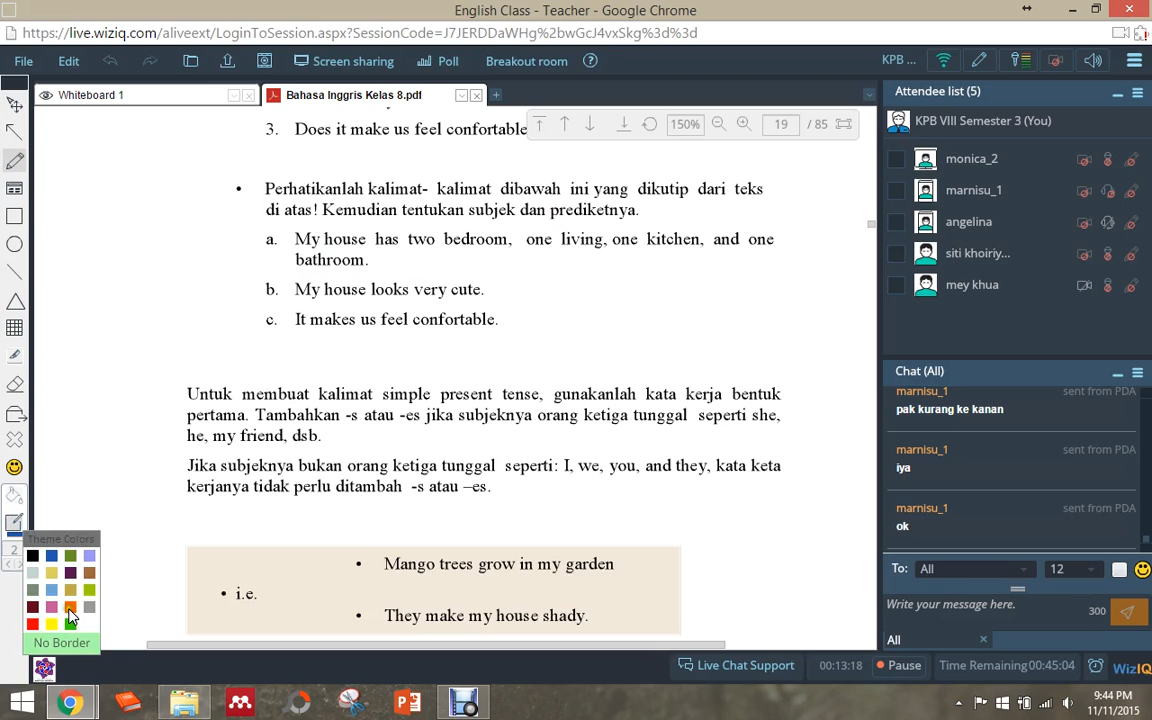 English Class - Teacher - Google Chrome
https://live.wiziq.com/aliveext/LoginToSession.aspx?SessionCode=J7JERDDaWHg%2bwGcJ4vxSkg%3d%3d
File Edit Screen sharing Poll Breakout room KPB ...
Whiteboard 1
Bahasa Inggris Kelas 8.pdf
150% 19 / 85
3. Does it make us feel confortable
• Perhatikanlah kalimat- kalimat dibawah ini yang dikutip dari teks
di atas! Kemudian tentukan subjek dan prediketnya.
a. My house has two bedroom, one living, one kitchen, and one
bathroom.
b. My house looks very cute.
c. It makes us feel confortable.
Untuk membuat kalimat simple present tense, gunakanlah kata kerja bentuk
pertama. Tambahkan -s atau -es jika subjeknya orang ketiga tunggal seperti she,
he, my friend, dsb.
Jika subjeknya bukan orang ketiga tunggal seperti: I, we, you, and they, kata keta
kerjanya tidak perlu ditambah -s atau –es.
• Mango trees grow in my garden
• i.e.
• They make my house shady.
2
Theme Colors
No Border
Attendee list (5)
KPB VIII Semester 3 (You)
monica_2
marnisu_1
angelina
siti khoiriy...
mey khua
Chat (All)
marnisu_1 sent from PDA
pak kurang ke kanan
marnisu_1 sent from PDA
iya
marnisu_1 sent from PDA
ok
To: All 12
Write your message here. 300
All
Live Chat Support 00:13:18 Pause Time Remaining 00:45:04 WizIQ
9:44 PM
11/11/2015